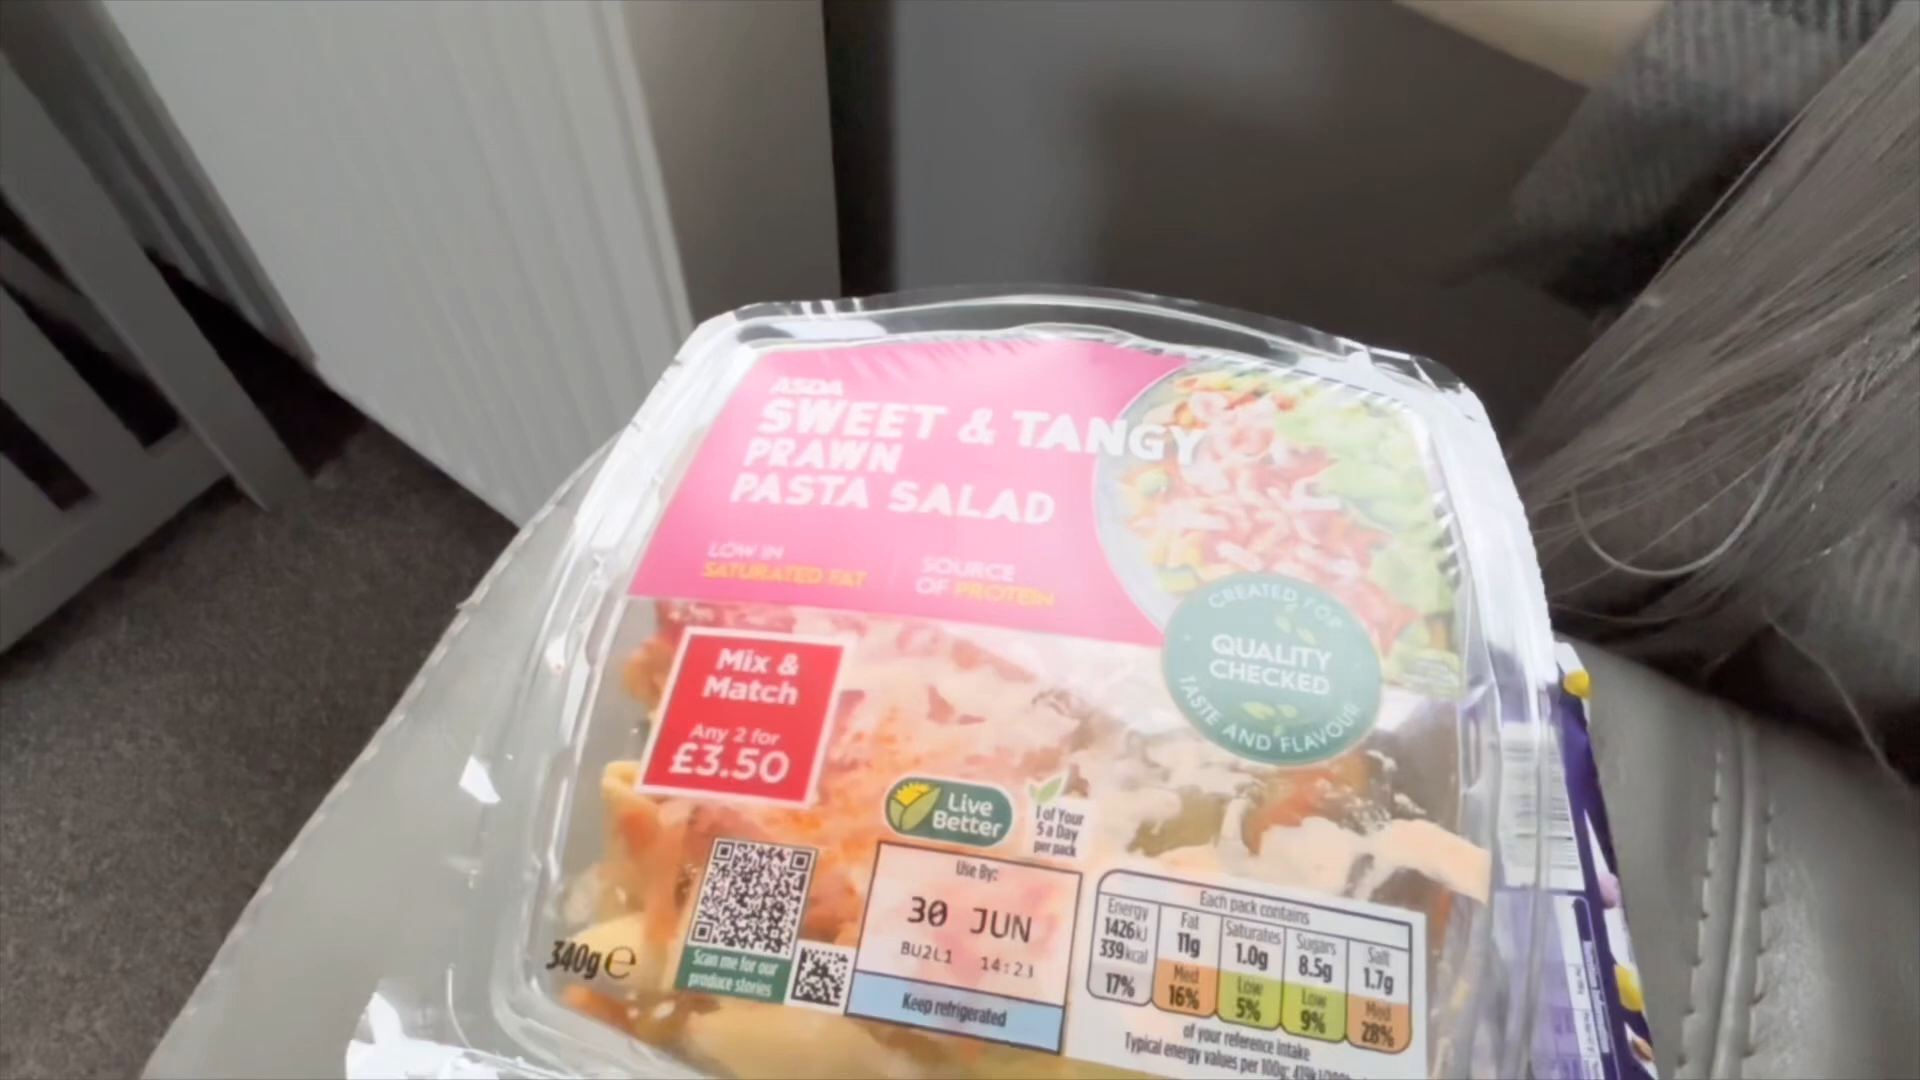 ASDA
SWEET & TANGY
PRAWN
PASTA SALAD
LOW IN
SATURATED FAT
SOURCE
OF PROTEIN
CREATED FOR
QUALITY
CHECKED
TASTE AND FLAVOUR
Mix &
Match
Any 2 for
£3.50
Live
Better
1 of Your
5 a Day
per pack
340g e
Scan me for our
produce stories
Use By:
30 JUN
BU2L1 14:23
Keep refrigerated
Each pack contains
Energy
1426kJ
339kcal
17%
Fat
11g
Med
16%
Saturates
1.0g
Low
5%
Sugars
8.5g
Low
9%
Salt
1.7g
Med
28%
of your reference intake
Typical energy values per 100g: